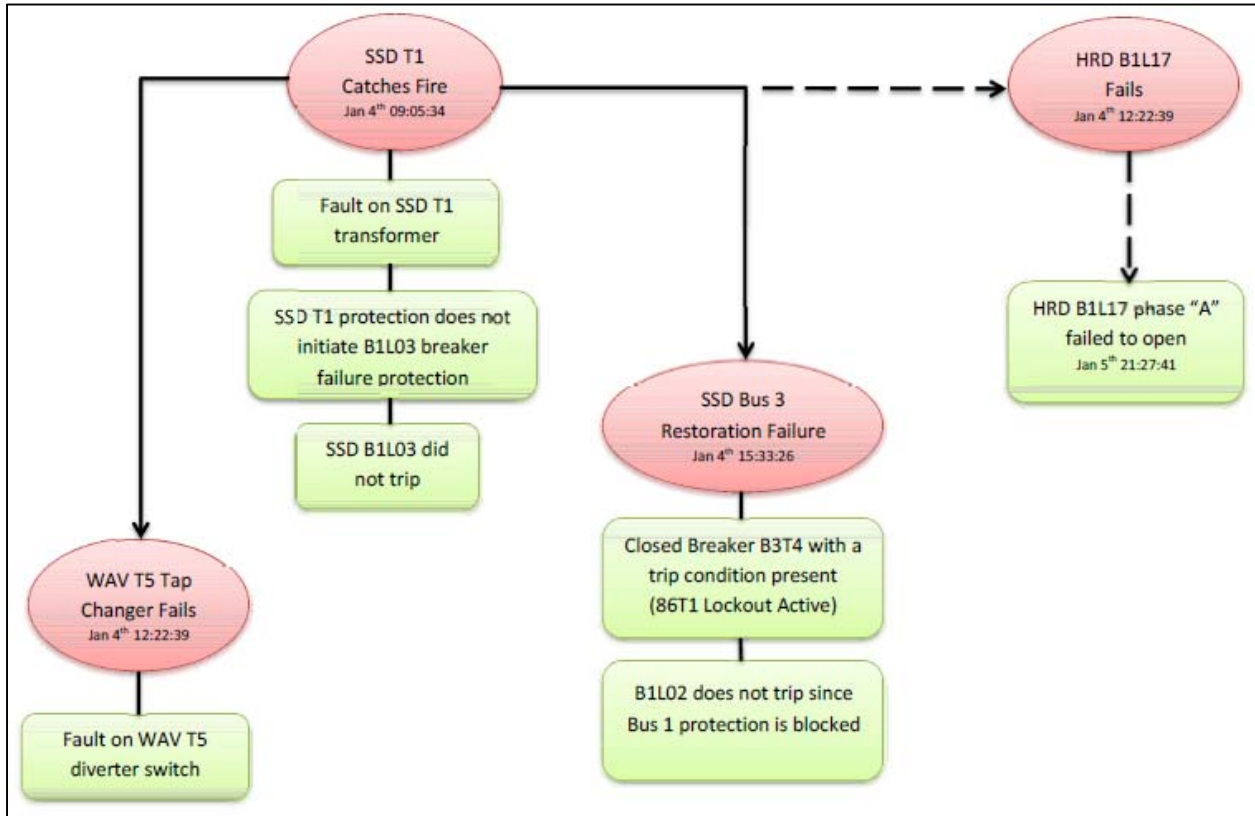 SSD T1
Catches Fire
Jan 4th 09:05:34
Fault on SSD T1
transformer
SSD T1 protection does not
initiate B1L03 breaker
failure protection
SSD B1L03 did
not trip
WAV T5 Tap
Changer Fails
Jan 4th 12:22:39
Fault on WAV T5
diverter switch
SSD Bus 3
Restoration Failure
Jan 4th 15:33:26
Closed Breaker B3T4 with a
trip condition present
(86T1 Lockout Active)
B1L02 does not trip since
Bus 1 protection is blocked
HRD B1L17
Fails
Jan 4th 12:22:39
HRD B1L17 phase “A”
failed to open
Jan 5th 21:27:41